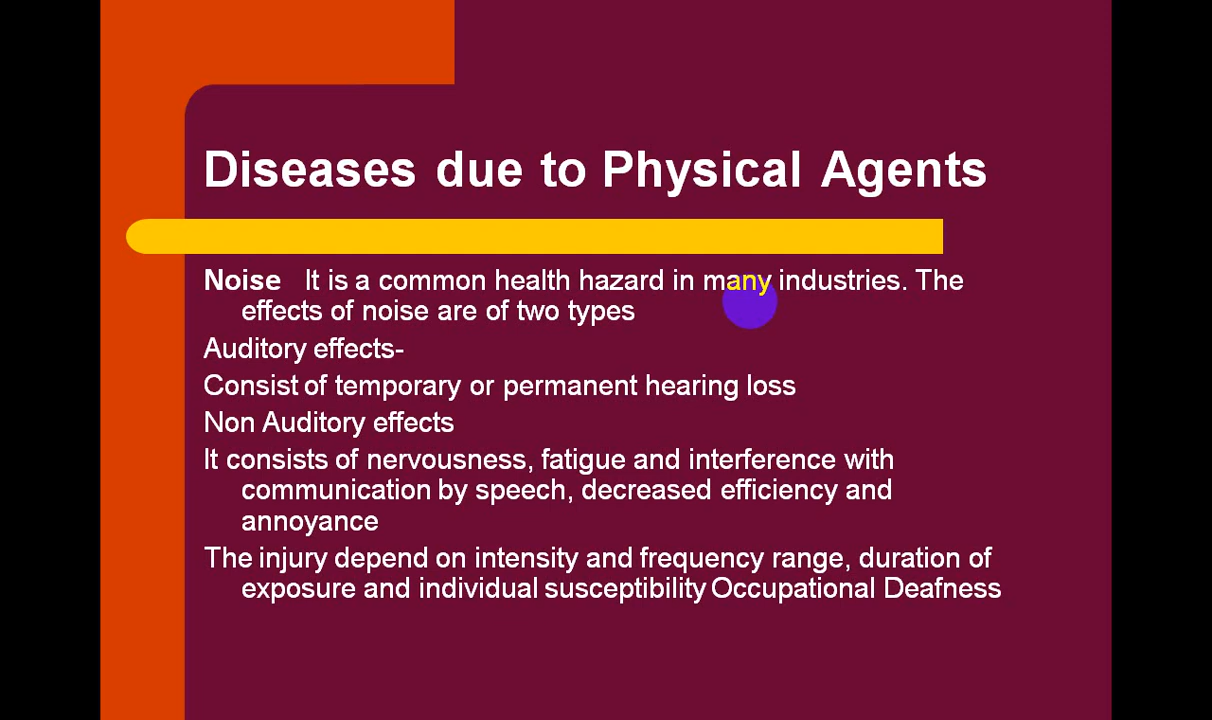 Diseases due to Physical Agents
Noise It is a common health hazard in many industries. The
effects of noise are of two types
Auditory effects-
Consist of temporary or permanent hearing loss
Non Auditory effects
It consists of nervousness, fatigue and interference with
communication by speech, decreased efficiency and
annoyance
The injury depend on intensity and frequency range, duration of
exposure and individual susceptibility Occupational Deafness